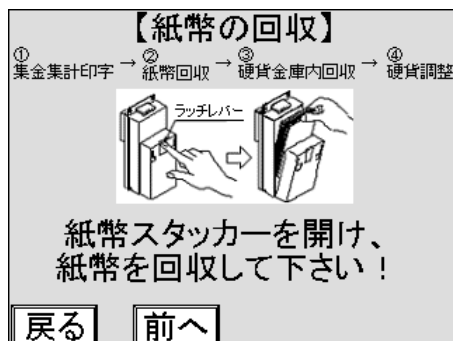 【紙幣の回収】
① → ② → ③ → ④
集金集計印字 紙幣回収 硬貨金庫内回収 硬貨調整
ラッチレバー
紙幣スタッカーを開け、
紙幣を回収して下さい！
戻る 前へ